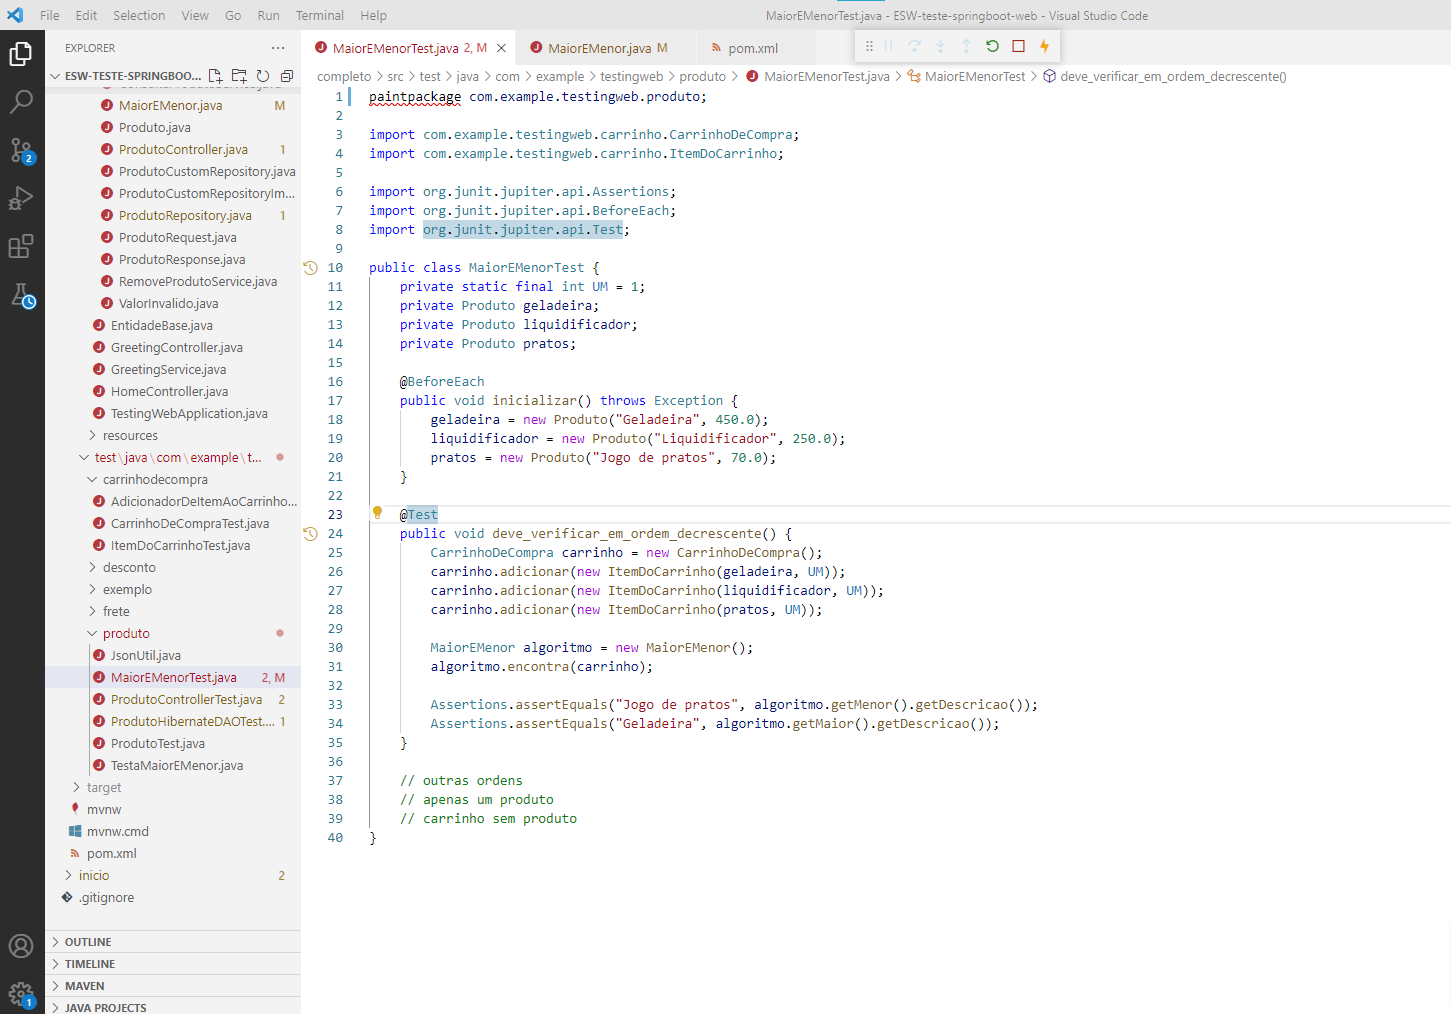 File Edit Selection View Go Run Terminal Help
MaiorEMenorTest.java - ESW-teste-springboot-web - Visual Studio Code
EXPLORER ...
ESW-TESTE-SPRINGBOO...
MaiorEMenor.java M
Produto.java
ProdutoController.java 1
ProdutoCustomRepository.java
ProdutoCustomRepositoryIm...
ProdutoRepository.java 1
ProdutoRequest.java
ProdutoResponse.java
RemoveProdutoService.java
ValorInvalido.java
EntidadeBase.java
GreetingController.java
GreetingService.java
HomeController.java
TestingWebApplication.java
resources
test\java\com\example\t...
carrinhodecompra
AdicionadorDeItemAoCarrinho...
CarrinhoDeCompraTest.java
ItemDoCarrinhoTest.java
desconto
exemplo
frete
produto
JsonUtil.java
MaiorEMenorTest.java 2, M
ProdutoControllerTest.java 2
ProdutoHibernateDAOTest.... 1
ProdutoTest.java
TestaMaiorEMenor.java
target
mvnw
mvnw.cmd
pom.xml
inicio 2
.gitignore
OUTLINE
TIMELINE
MAVEN
JAVA PROJECTS
2
1
MaiorEMenorTest.java 2, M
MaiorEMenor.java M
pom.xml
completo > src > test > java > com > example > testingweb > produto > MaiorEMenorTest.java > MaiorEMenorTest > deve_verificar_em_ordem_decrescente()
1 paintpackage com.example.testingweb.produto;
2
3 import com.example.testingweb.carrinho.CarrinhoDeCompra;
4 import com.example.testingweb.carrinho.ItemDoCarrinho;
5
6 import org.junit.jupiter.api.Assertions;
7 import org.junit.jupiter.api.BeforeEach;
8 import org.junit.jupiter.api.Test;
9
10 public class MaiorEMenorTest {
11 private static final int UM = 1;
12 private Produto geladeira;
13 private Produto liquidificador;
14 private Produto pratos;
15
16 @BeforeEach
17 public void inicializar() throws Exception {
18 geladeira = new Produto("Geladeira", 450.0);
19 liquidificador = new Produto("Liquidificador", 250.0);
20 pratos = new Produto("Jogo de pratos", 70.0);
21 }
22
23 @Test
24 public void deve_verificar_em_ordem_decrescente() {
25 CarrinhoDeCompra carrinho = new CarrinhoDeCompra();
26 carrinho.adicionar(new ItemDoCarrinho(geladeira, UM));
27 carrinho.adicionar(new ItemDoCarrinho(liquidificador, UM));
28 carrinho.adicionar(new ItemDoCarrinho(pratos, UM));
29
30 MaiorEMenor algoritmo = new MaiorEMenor();
31 algoritmo.encontra(carrinho);
32
33 Assertions.assertEquals("Jogo de pratos", algoritmo.getMenor().getDescricao());
34 Assertions.assertEquals("Geladeira", algoritmo.getMaior().getDescricao());
35 }
36
37 // outras ordens
38 // apenas um produto
39 // carrinho sem produto
40 }